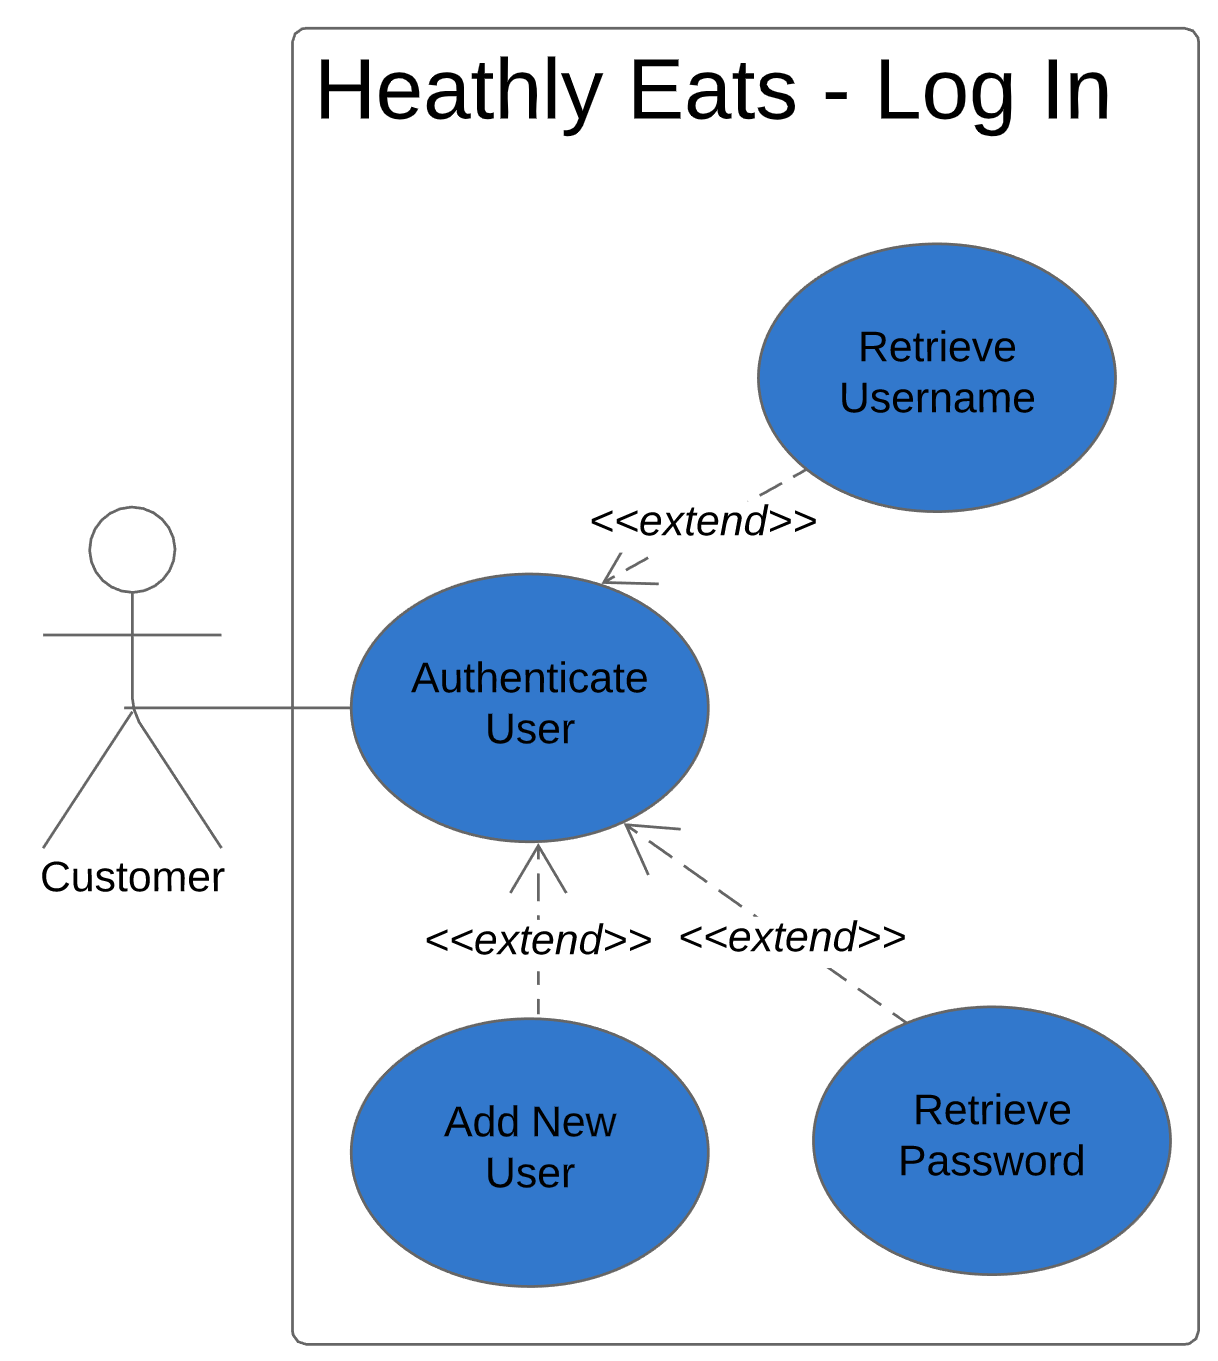 Heathly Eats - Log In
Retrieve
Username
<<extend>>
Authenticate
User
Customer
<<extend>>
<<extend>>
Add New
User
Retrieve
Password